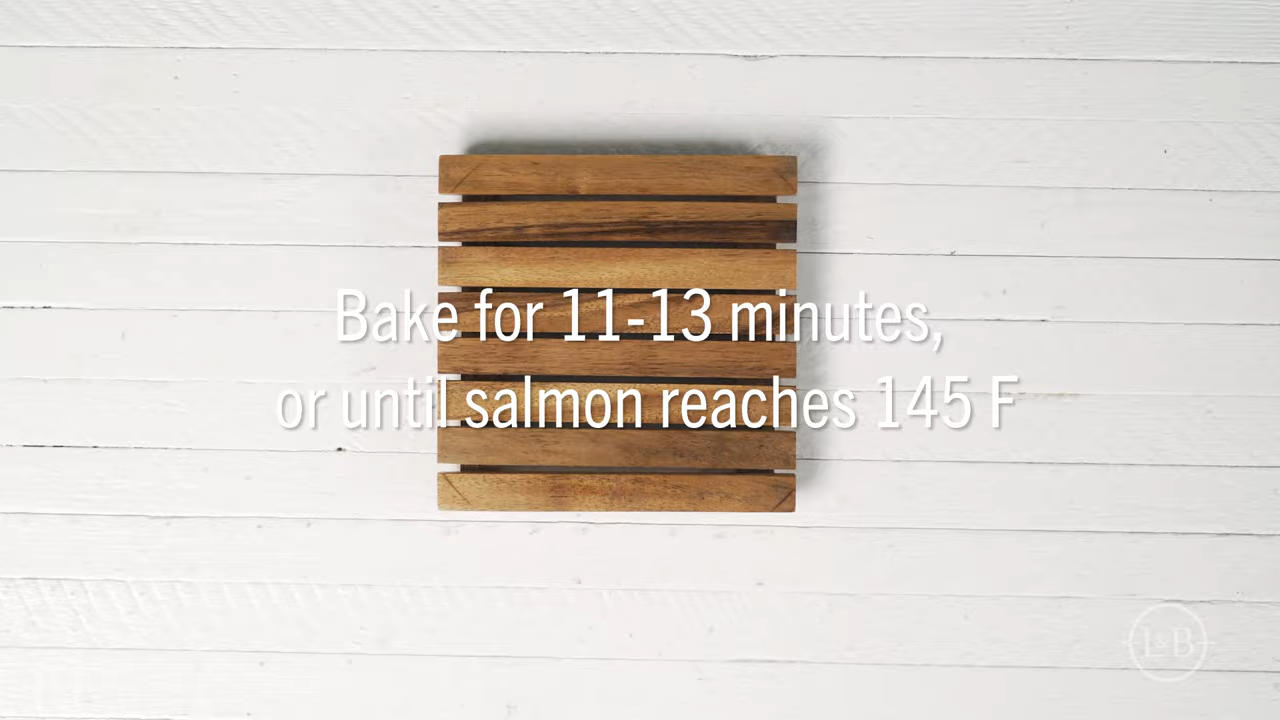 Bake for 11-13 minutes,
or until salmon reaches 145 F
J&B